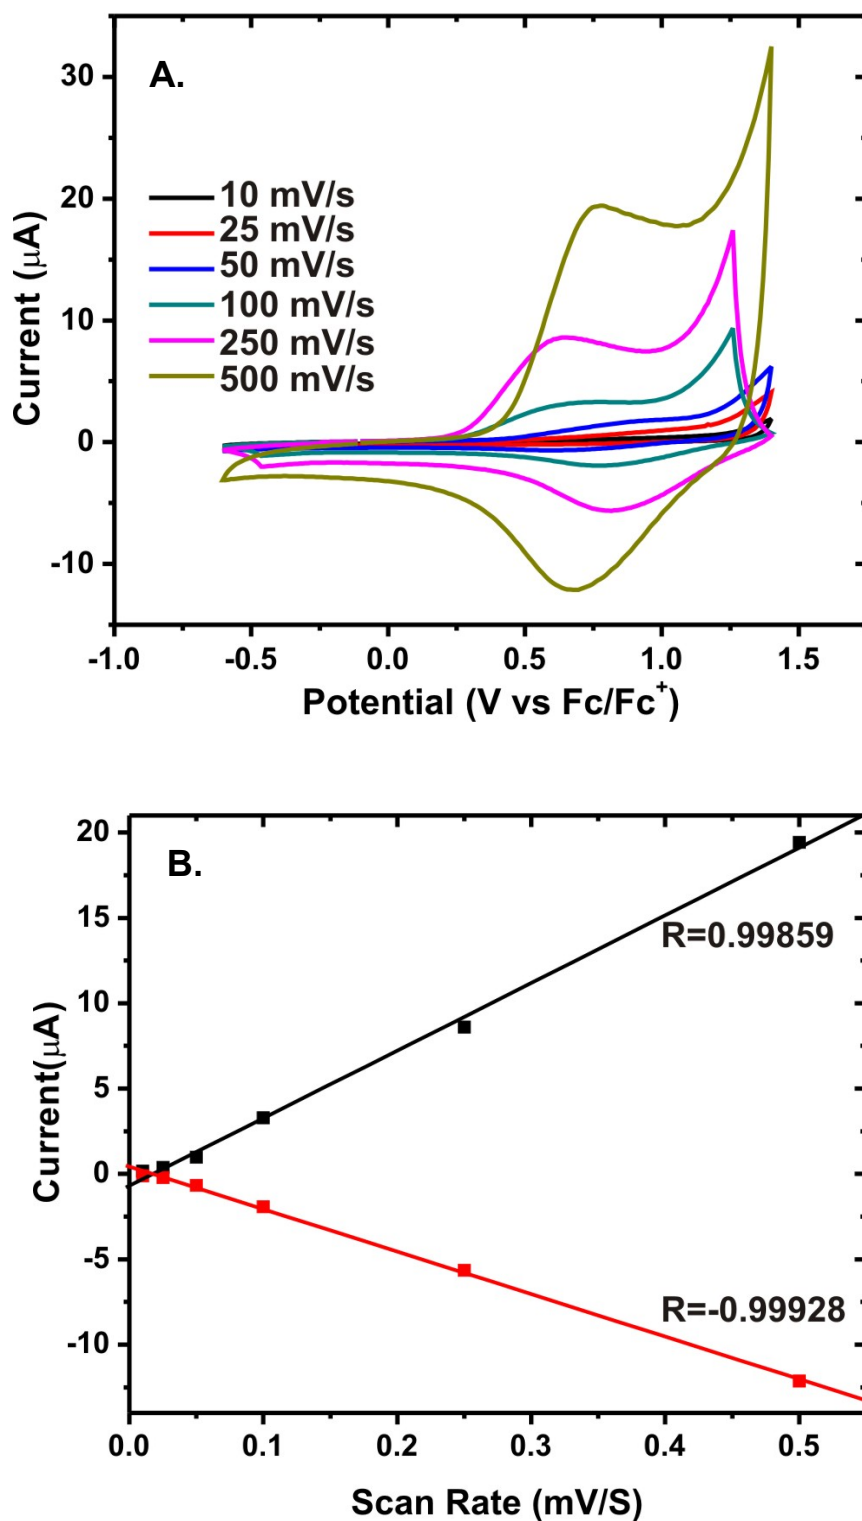 A.
30
20
10
0
-10
Current (μA)
10 mV/s
25 mV/s
50 mV/s
100 mV/s
250 mV/s
500 mV/s
-1.0 -0.5 0.0 0.5 1.0 1.5
Potential (V vs Fc/Fc⁺)
B.
20
15
10
5
0
-5
-10
Current(μA)
R=0.99859
R=-0.99928
0.0 0.1 0.2 0.3 0.4 0.5
Scan Rate (mV/S)